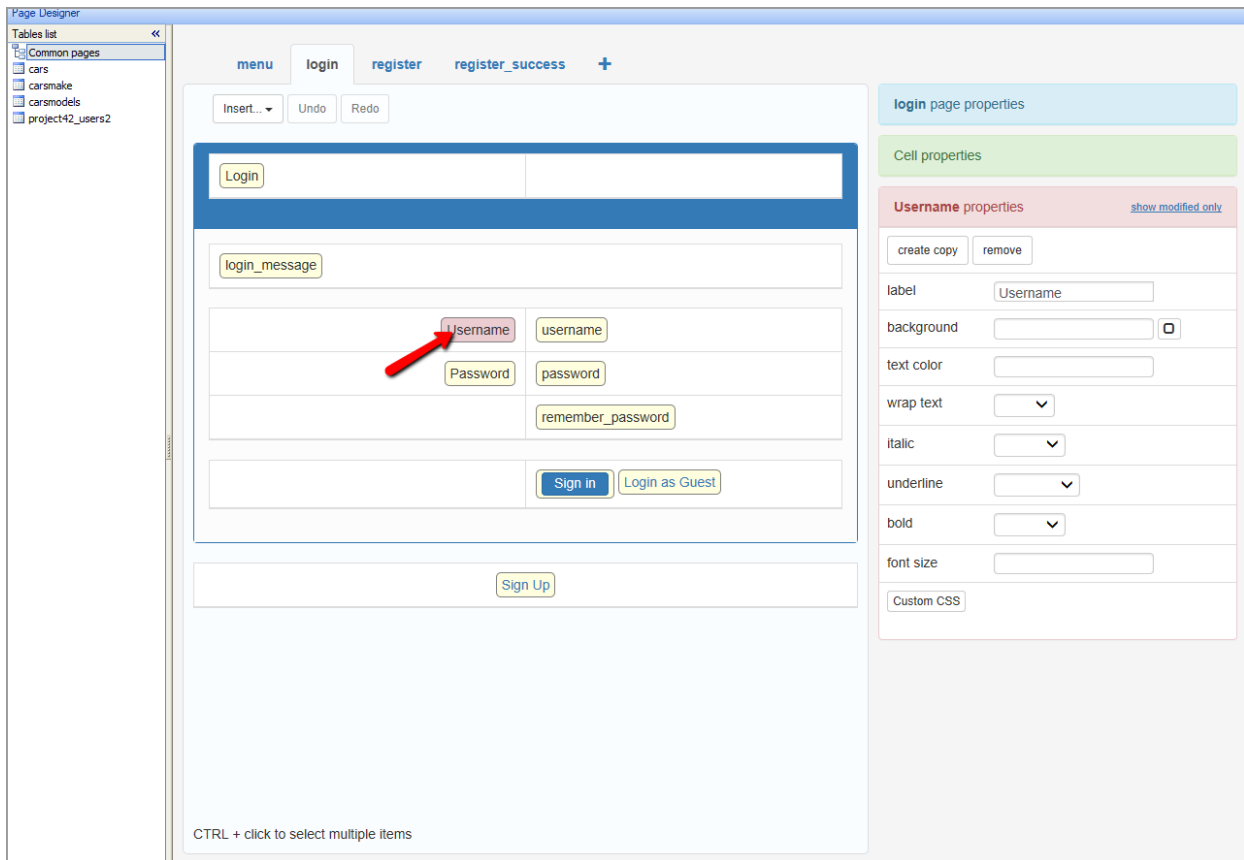 Page Designer
Tables list «
Common pages
cars
carsmake
carsmodels
project42_users2
menu login register register_success +
Insert... Undo Redo
Login
login_message
Username username
Password password
remember_password
Sign in Login as Guest
Sign Up
CTRL + click to select multiple items
login page properties
Cell properties
Username properties show modified only
create copy remove
label Username
background
text color
wrap text
italic
underline
bold
font size
Custom CSS